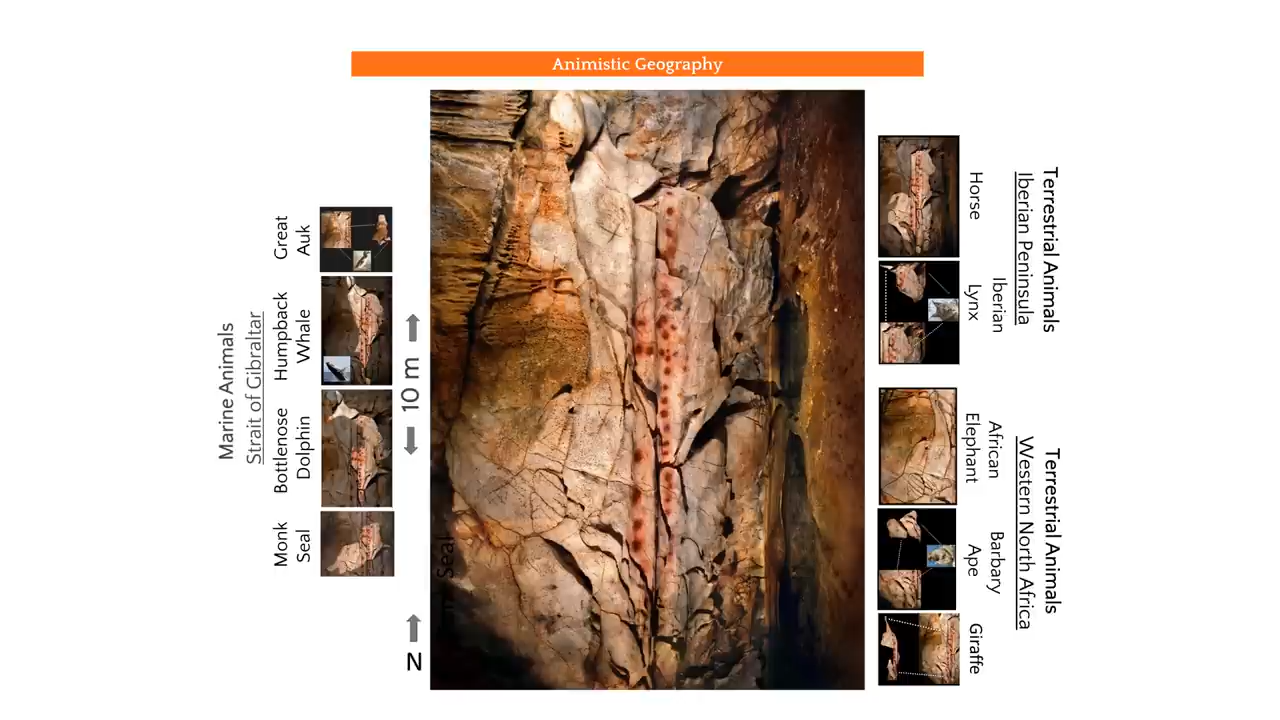 Animistic Geography
Marine Animals
Strait of Gibraltar
Great
Auk
Humpback
Whale
Bottlenose
Dolphin
Monk
Seal
10 m
N
Seal
Terrestrial Animals
Iberian Peninsula
Horse
Iberian
Lynx
Terrestrial Animals
Western North Africa
African
Elephant
Barbary
Ape
Giraffe